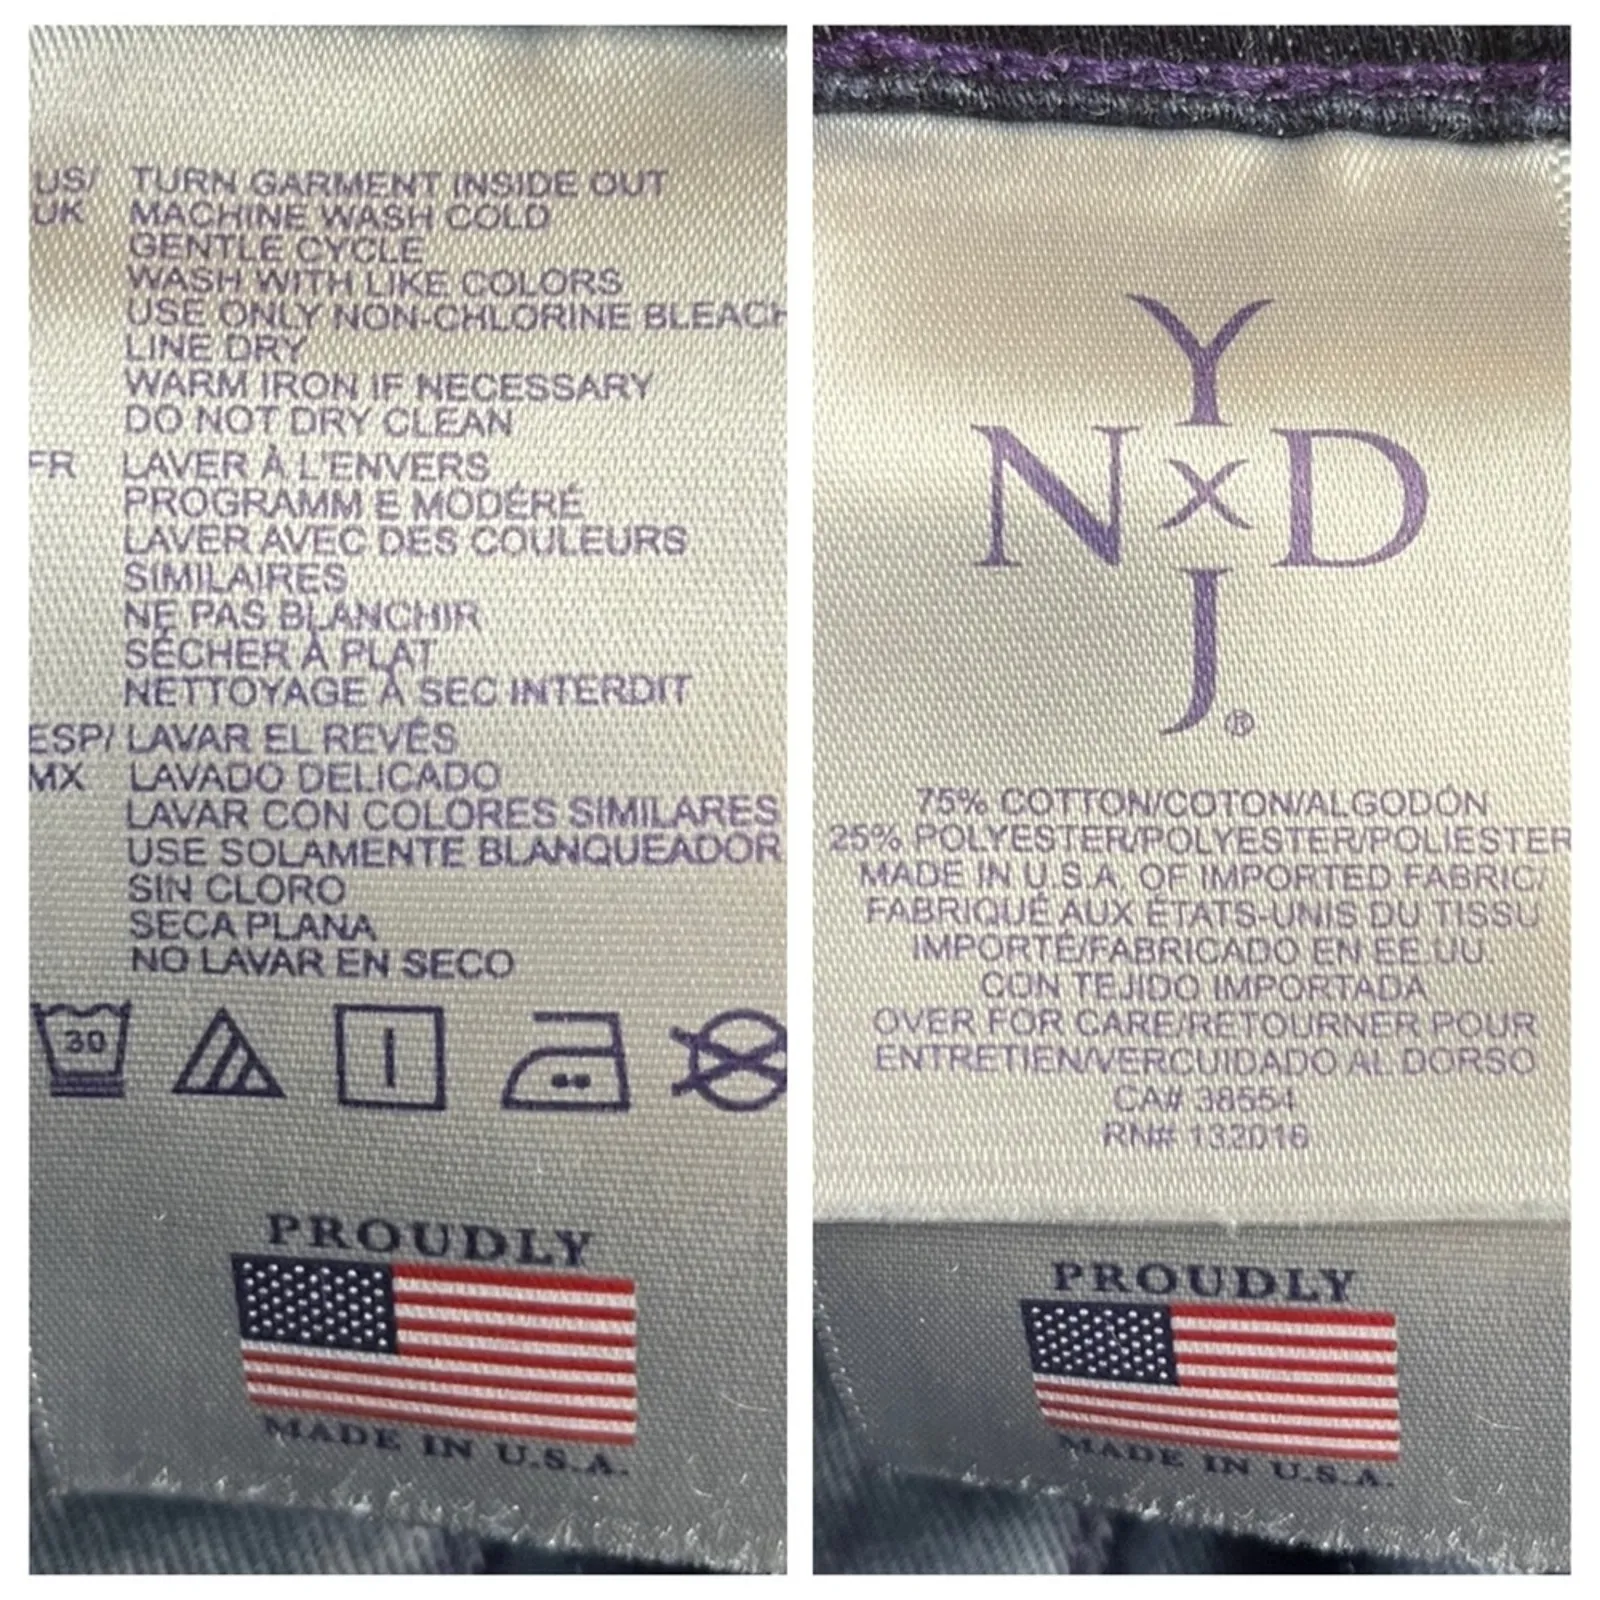 US/ TURN GARMENT INSIDE OUT
UK MACHINE WASH COLD
GENTLE CYCLE
WASH WITH LIKE COLORS
USE ONLY NON-CHLORINE BLEACH
LINE DRY
WARM IRON IF NECESSARY
DO NOT DRY CLEAN
FR LAVER À L'ENVERS
PROGRAMM E MODÉRÉ
LAVER AVEC DES COULEURS
SIMILAIRES
NE PAS BLANCHIR
SÉCHER À PLAT
NETTOYAGE À SEC INTERDIT
ESP/ LAVAR EL REVÉS
MX LAVADO DELICADO
LAVAR CON COLORES SIMILARES
USE SOLAMENTE BLANQUEADOR
SIN CLORO
SECA PLANA
NO LAVAR EN SECO
30
PROUDLY
MADE IN U.S.A.
Y
N x D
J®
75% COTTON/COTON/ALGODÓN
25% POLYESTER/POLYESTER/POLIESTER
MADE IN U.S.A. OF IMPORTED FABRIC/
FABRIQUÉ AUX ÉTATS-UNIS DU TISSU
IMPORTÉ/FABRICADO EN EE.UU.
CON TEJIDO IMPORTADA
OVER FOR CARE/RETOURNER POUR
ENTRETIEN/VERCUIDADO AL DORSO
CA# 38554
RN# 132016
PROUDLY
MADE IN U.S.A.